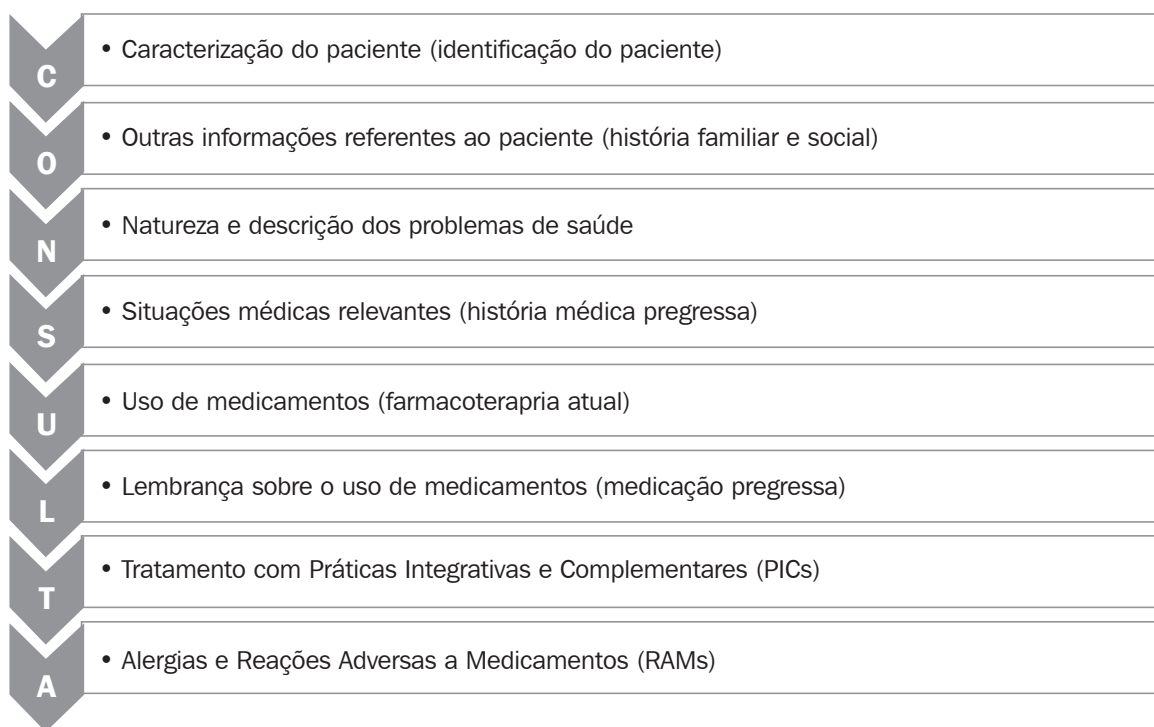 C • Caracterização do paciente (identificação do paciente)
O • Outras informações referentes ao paciente (história familiar e social)
N • Natureza e descrição dos problemas de saúde
S • Situações médicas relevantes (história médica pregressa)
U • Uso de medicamentos (farmacoterapria atual)
L • Lembrança sobre o uso de medicamentos (medicação pregressa)
T • Tratamento com Práticas Integrativas e Complementares (PICs)
A • Alergias e Reações Adversas a Medicamentos (RAMs)